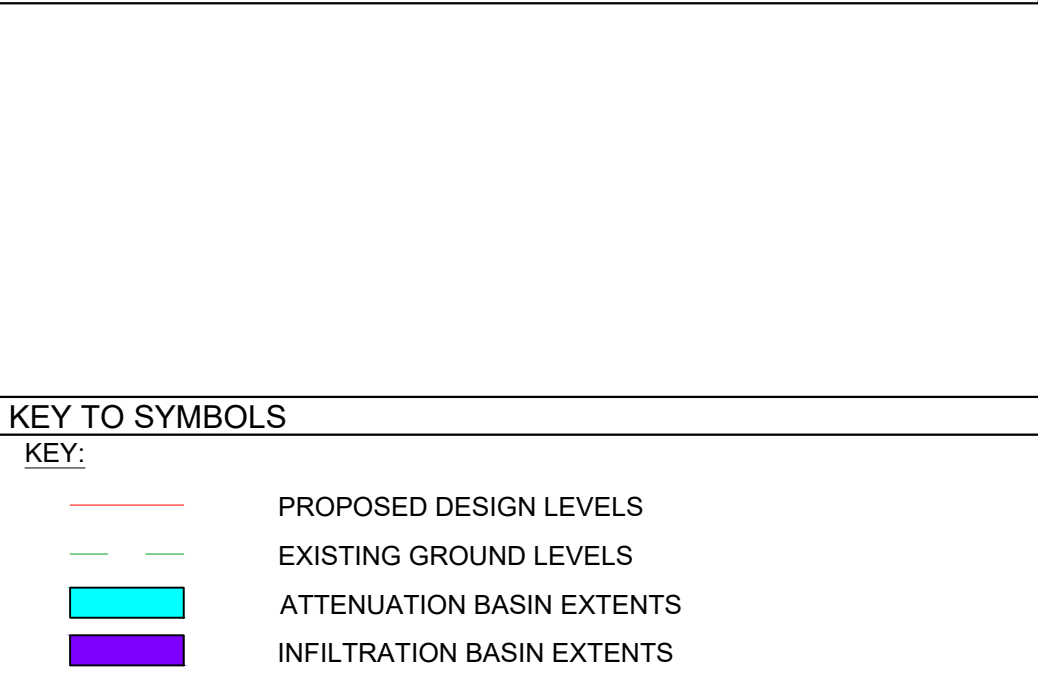 KEY TO SYMBOLS
KEY:
PROPOSED DESIGN LEVELS
EXISTING GROUND LEVELS
ATTENUATION BASIN EXTENTS
INFILTRATION BASIN EXTENTS